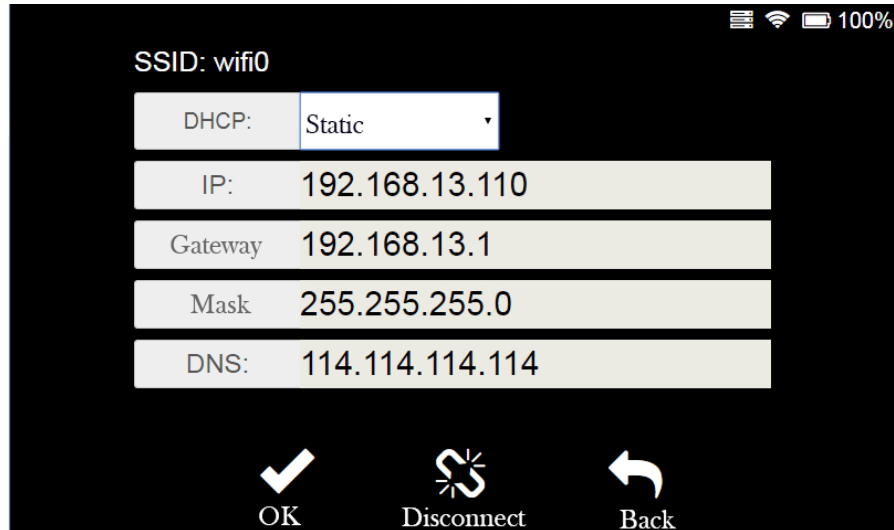 100%
SSID: wifi0
DHCP: Static
IP: 192.168.13.110
Gateway 192.168.13.1
Mask 255.255.255.0
DNS: 114.114.114.114
OK Disconnect Back